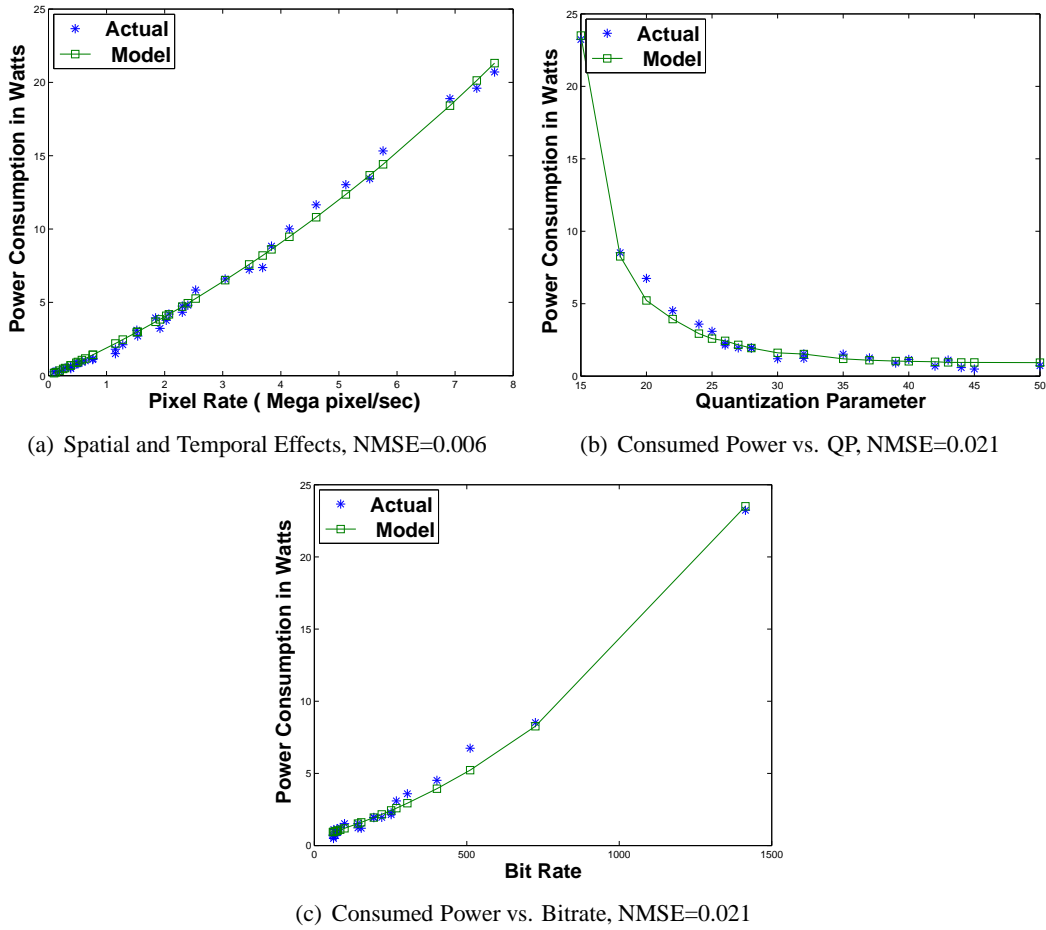 25
20
15
10
5
0
Power Consumption in Watts
Actual
Model
0 1 2 3 4 5 6 7 8
Pixel Rate ( Mega pixel/sec)
(a) Spatial and Temporal Effects, NMSE=0.006
25
20
15
10
5
0
Power Consumption in Watts
Actual
Model
15 20 25 30 35 40 45 50
Quantization Parameter
(b) Consumed Power vs. QP, NMSE=0.021
25
20
15
10
5
0
Power Consumption in Watts
Actual
Model
0 500 1000 1500
Bit Rate
(c) Consumed Power vs. Bitrate, NMSE=0.021